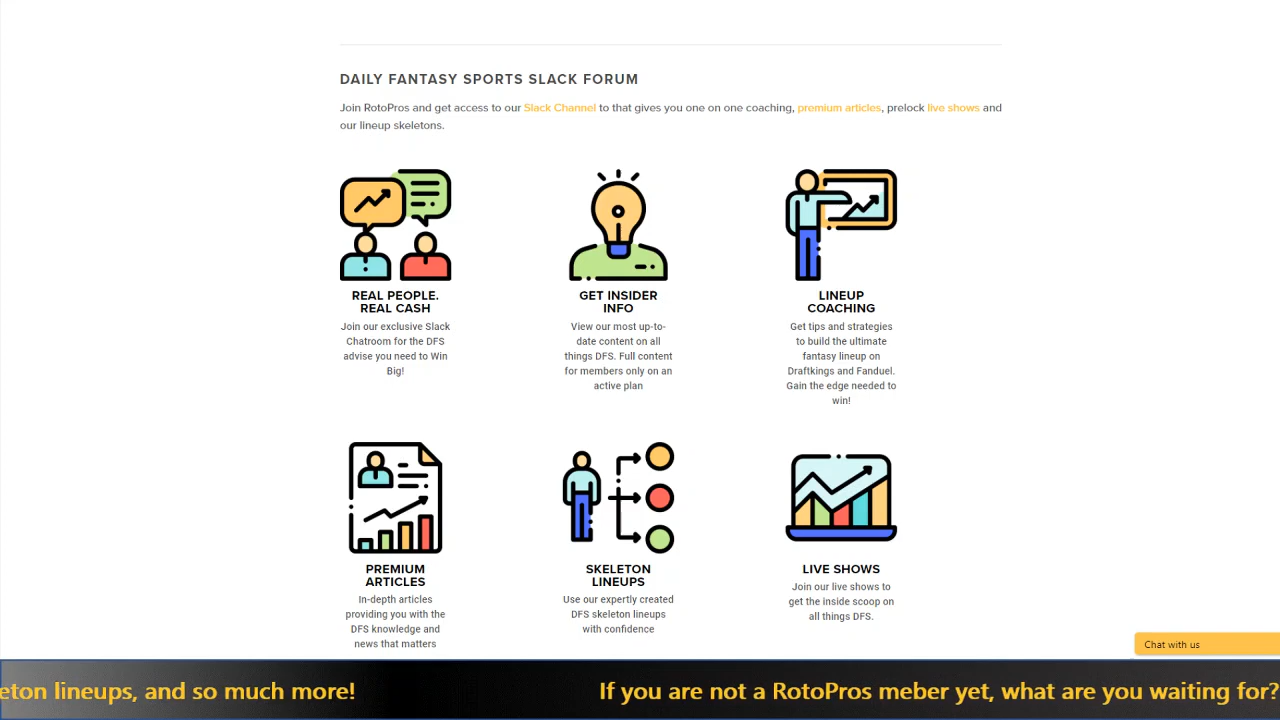 DAILY FANTASY SPORTS SLACK FORUM
Join RotoPros and get access to our Slack Channel to that gives you one on one coaching, premium articles, prelock live shows and
our lineup skeletons.
REAL PEOPLE.
REAL CASH
Join our exclusive Slack
Chatroom for the DFS
advise you need to Win
Big!
GET INSIDER
INFO
View our most up-to-
date content on all
things DFS. Full content
for members only on an
active plan
LINEUP
COACHING
Get tips and strategies
to build the ultimate
fantasy lineup on
Draftkings and Fanduel.
Gain the edge needed to
win!
PREMIUM
ARTICLES
In-depth articles
providing you with the
DFS knowledge and
news that matters
SKELETON
LINEUPS
Use our expertly created
DFS skeleton lineups
with confidence
LIVE SHOWS
Join our live shows to
get the inside scoop on
all things DFS.
Chat with us
eton lineups, and so much more! If you are not a RotoPros meber yet, what are you waiting for?